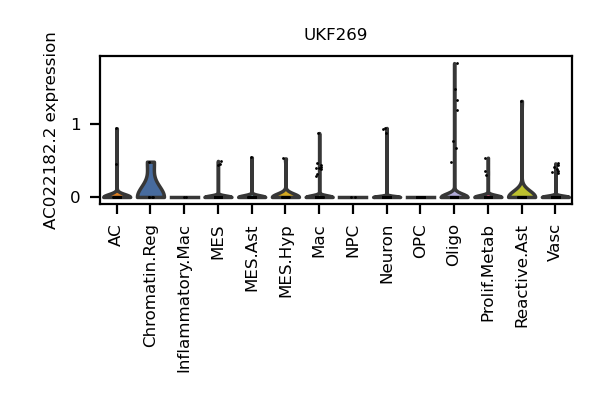 UKF269
AC022182.2 expression
1
0
AC
Chromatin.Reg
Inflammatory.Mac
MES
MES.Ast
MES.Hyp
Mac
NPC
Neuron
OPC
Oligo
Prolif.Metab
Reactive.Ast
Vasc